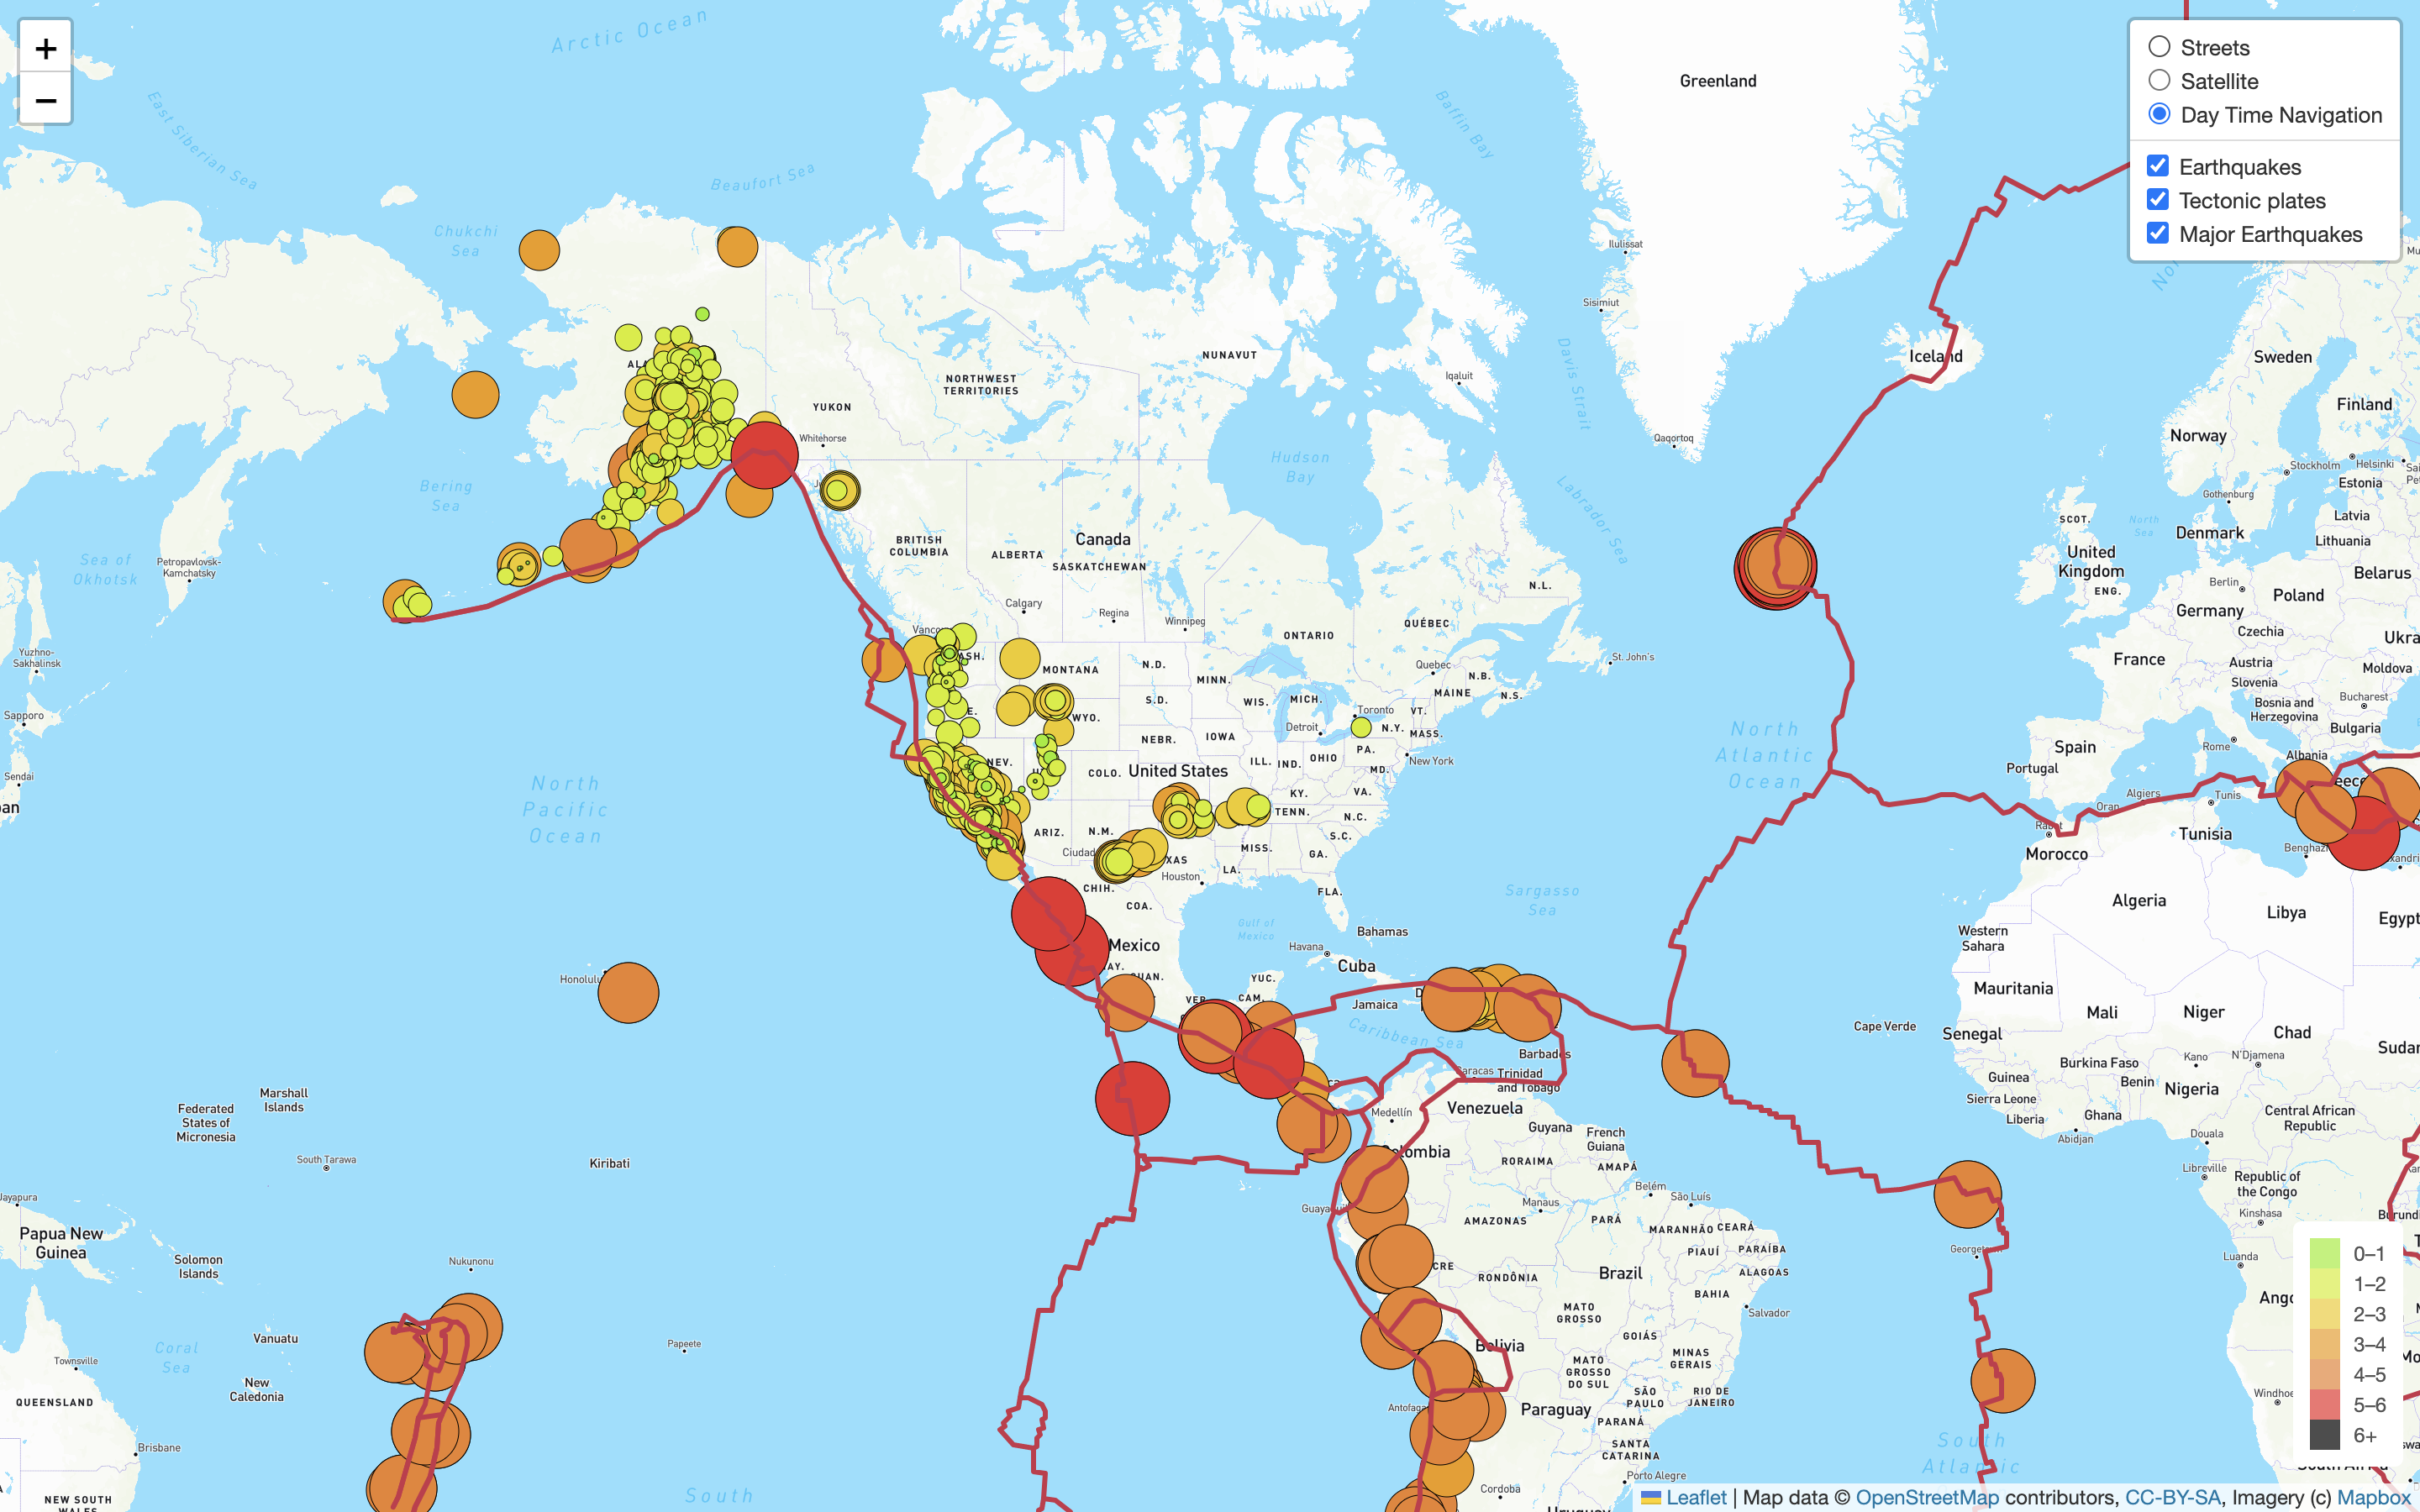 +
−
Streets
Satellite
Day Time Navigation
Earthquakes
Tectonic plates
Major Earthquakes
Arctic Ocean
East Siberian Sea
Chukchi
Sea
Beaufort Sea
Baffin Bay
Greenland
Ilulissat
Sisimiut
Qaqortoq
Davis Strait
Labrador Sea
Iceland
NUNAVUT
Iqaluit
NORTHWEST
TERRITORIES
YUKON
Whitehorse
Hudson
Bay
Bering
Sea
Sea of
Okhotsk
Petropavlovsk-
Kamchatsky
BRITISH
COLUMBIA
ALBERTA
Canada
SASKATCHEWAN
Calgary
Regina
Winnipeg
ONTARIO
QUÉBEC
N.L.
St. John's
Quebec
N.B.
MAINE
N.S.
Yuzhno-
Sakhalinsk
Sapporo
Sendai
MONTANA
N.D.
S.D.
MINN.
WIS.
MICH.
Toronto
Detroit
VT.
N.Y.
MASS.
WYO.
NEBR.
IOWA
PA.
New York
NEV.
COLO.
United States
ILL.
IND.
OHIO
MD.
KY.
VA.
TENN.
N.C.
S.C.
ARIZ.
N.M.
Ciudad
MISS.
GA.
LA.
Houston
FLA.
CHIH.
COA.
North
Pacific
Ocean
North
Atlantic
Ocean
Sargasso
Sea
Gulf of
Mexico
Bahamas
Havana
Cuba
Mexico
YUC.
CAM.
Jamaica
Caribbean Sea
Honolulu
Barbados
Trinidad
and Tobago
Caracas
Venezuela
Medellín
Guyana
French
Guiana
Colombia
RORAIMA
AMAPÁ
Manaus
Belém
São Luís
AMAZONAS
PARÁ
MARANHÃO
CEARÁ
PIAUÍ
PARAÍBA
ALAGOAS
ACRE
RONDÔNIA
Brazil
BAHIA
MATO
GROSSO
Salvador
GOIÁS
Bolivia
MATO
GROSSO
DO SUL
MINAS
GERAIS
SÃO
PAULO
RIO DE
JANEIRO
Paraguay
PARANÁ
SANTA
CATARINA
Porto Alegre
Cordoba
Uruguay
Sweden
Finland
Norway
Stockholm
Helsinki
Estonia
Gothenburg
Latvia
Lithuania
SCOT.
North
Sea
Denmark
United
Kingdom
ENG.
Belarus
Berlin
Poland
Germany
Czechia
France
Austria
Slovenia
Moldova
Bucharest
Bosnia and
Herzegovina
Bulgaria
Rome
Albania
Spain
Portugal
Algiers
Oran
Tunis
Rabat
Tunisia
Morocco
Algeria
Libya
Egypt
Western
Sahara
Mauritania
Mali
Niger
Chad
Cape Verde
Senegal
Burkina Faso
Kano
N'Djamena
Guinea
Benin
Nigeria
Sierra Leone
Ghana
Liberia
Abidjan
Central African
Republic
Douala
Libreville
Republic of
the Congo
Kinshasa
Luanda
Georgetown
South
Atlantic
Marshall
Islands
Federated
States of
Micronesia
South Tarawa
Kiribati
Jayapura
Papua New
Guinea
Solomon
Islands
Nukunonu
Vanuatu
Coral
Sea
New
Caledonia
Papeete
Townsville
QUEENSLAND
Brisbane
NEW SOUTH
WALES
South
0–1
1–2
2–3
3–4
4–5
5–6
6+
Leaflet | Map data © OpenStreetMap contributors, CC-BY-SA, Imagery (c) Mapbox